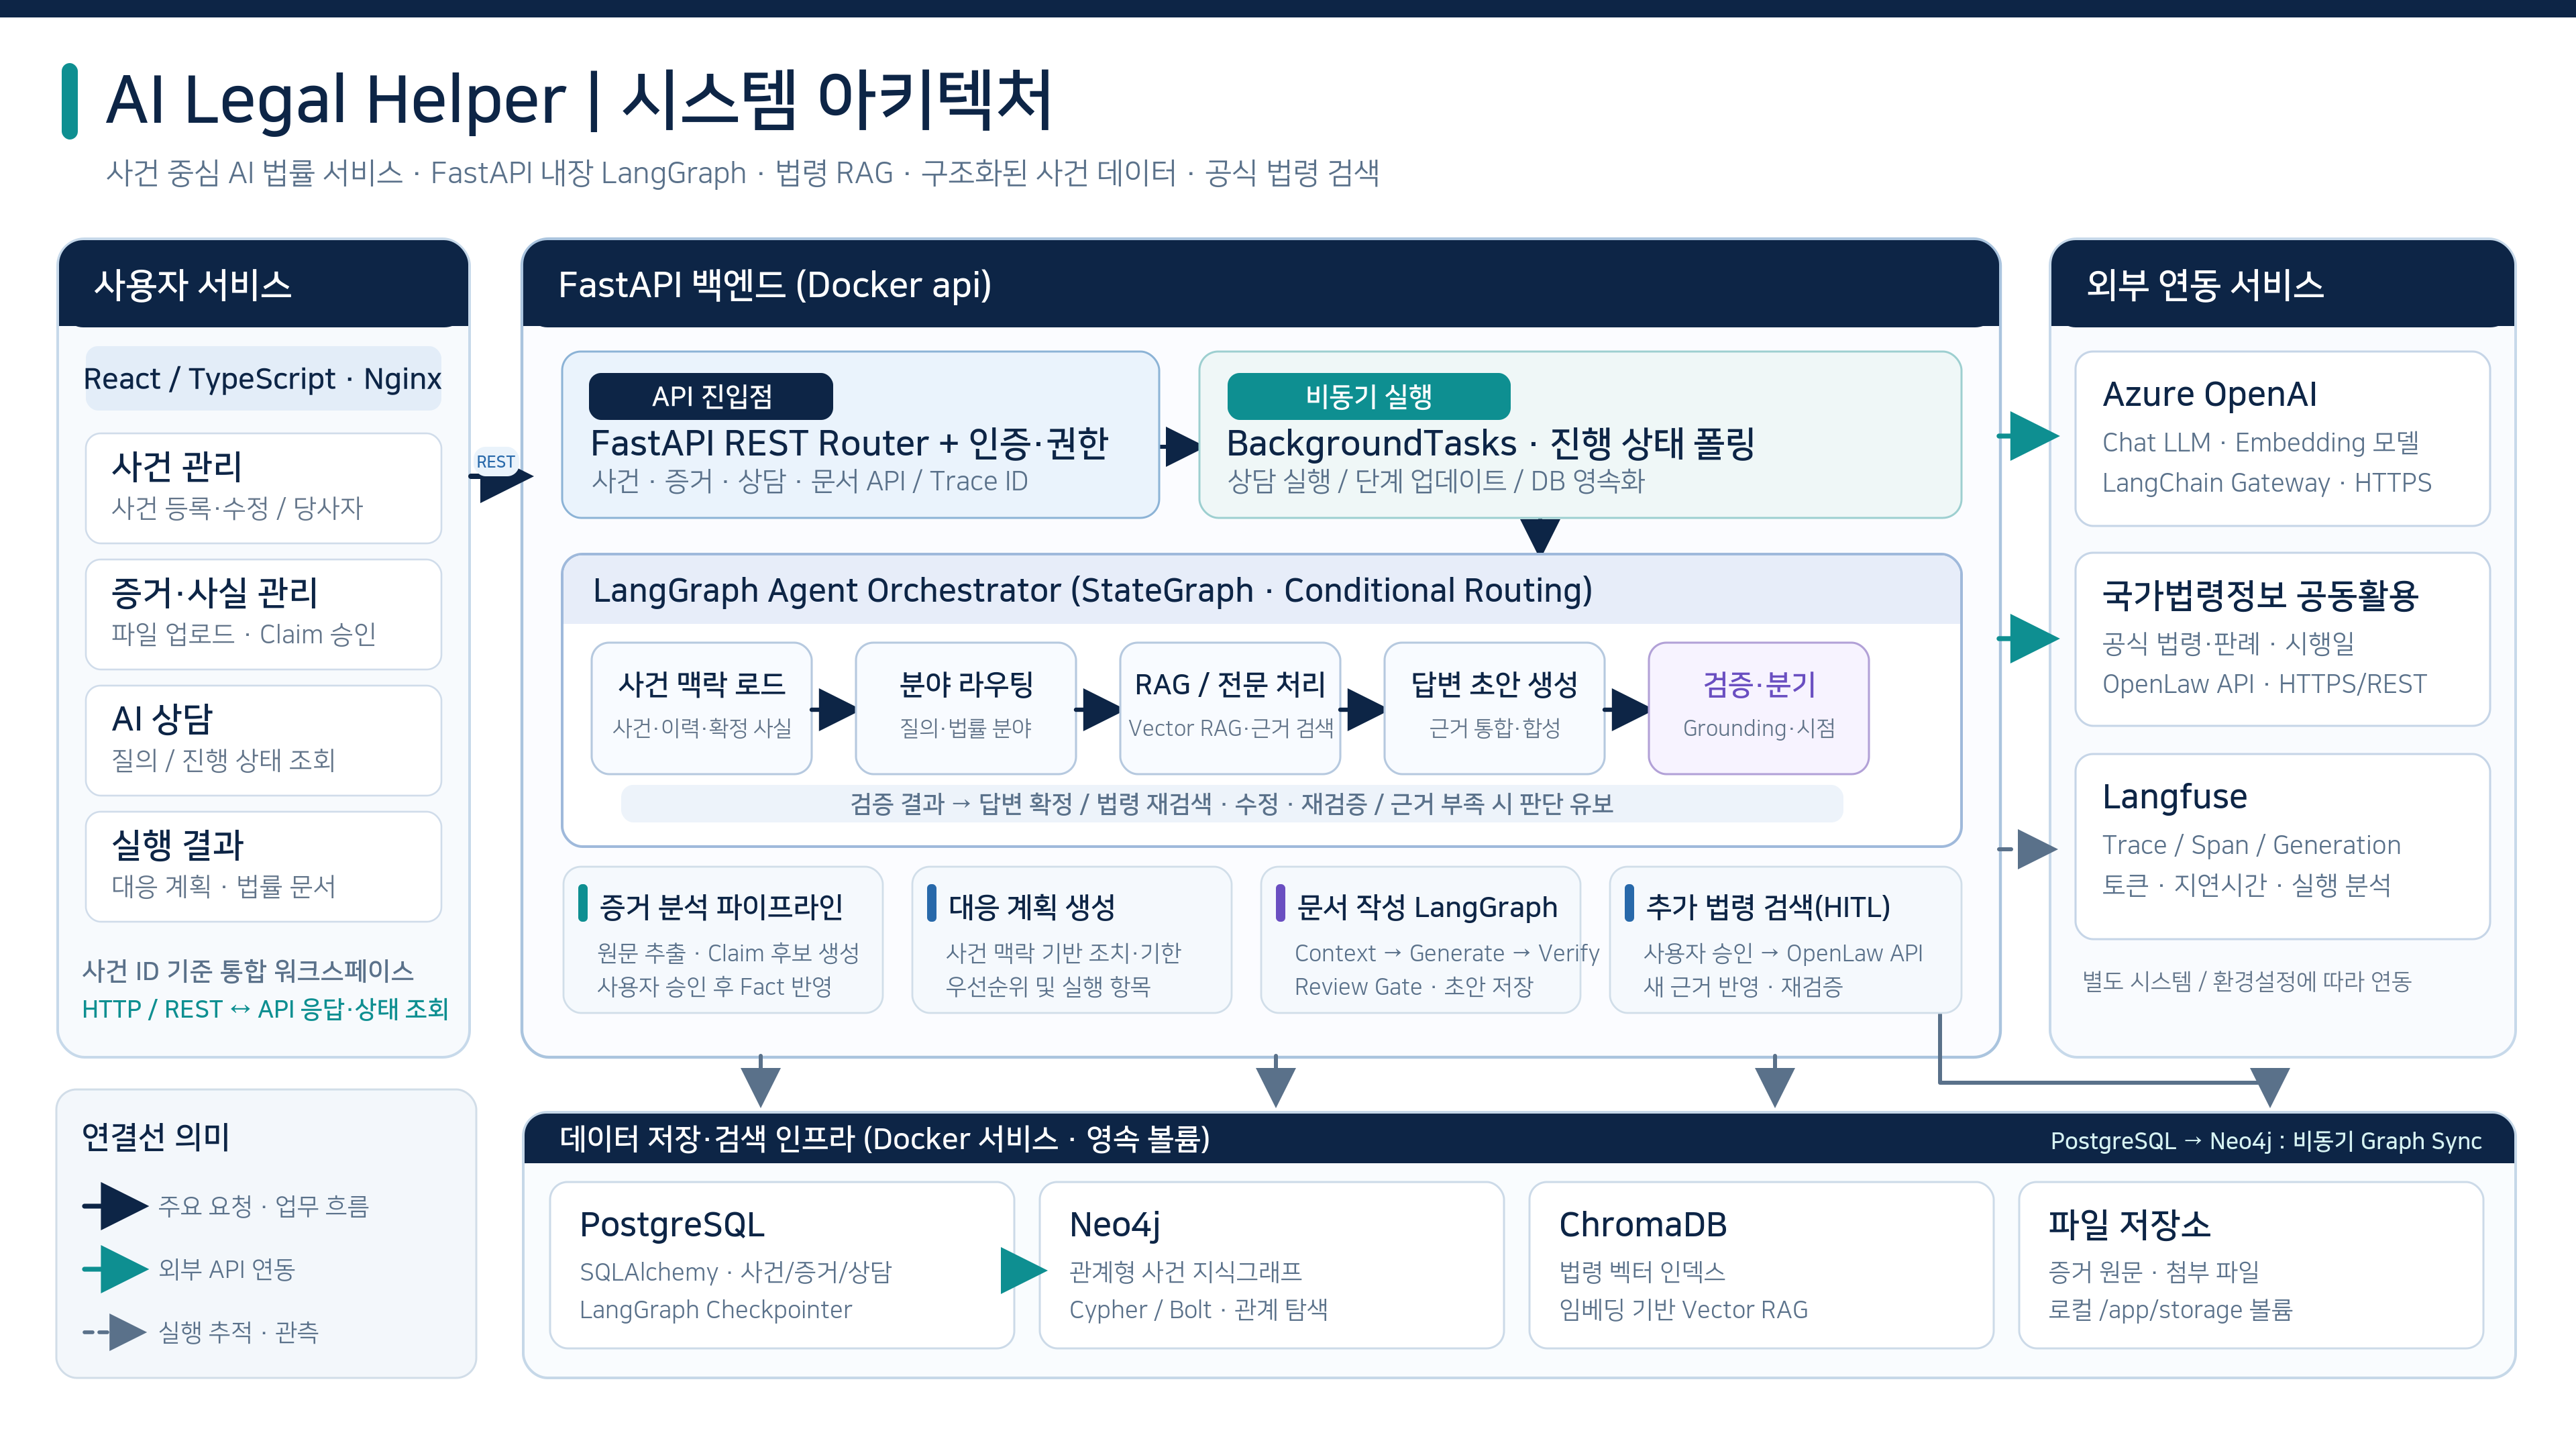 AI Legal Helper | 시스템 아키텍처
사건 중심 AI 법률 서비스 · FastAPI 내장 LangGraph · 법령 RAG · 구조화된 사건 데이터 · 공식 법령 검색
사용자 서비스
React / TypeScript · Nginx
사건 관리
사건 등록·수정 / 당사자
증거·사실 관리
파일 업로드 · Claim 승인
AI 상담
질의 / 진행 상태 조회
실행 결과
대응 계획 · 법률 문서
사건 ID 기준 통합 워크스페이스
HTTP / REST ↔ API 응답·상태 조회
REST
FastAPI 백엔드 (Docker api)
API 진입점
FastAPI REST Router + 인증·권한
사건 · 증거 · 상담 · 문서 API / Trace ID
비동기 실행
BackgroundTasks · 진행 상태 폴링
상담 실행 / 단계 업데이트 / DB 영속화
LangGraph Agent Orchestrator (StateGraph · Conditional Routing)
사건 맥락 로드
사건·이력·확정 사실
분야 라우팅
질의·법률 분야
RAG / 전문 처리
Vector RAG·근거 검색
답변 초안 생성
근거 통합·합성
검증·분기
Grounding·시점
검증 결과 → 답변 확정 / 법령 재검색 · 수정 · 재검증 / 근거 부족 시 판단 유보
증거 분석 파이프라인
원문 추출 · Claim 후보 생성
사용자 승인 후 Fact 반영
대응 계획 생성
사건 맥락 기반 조치·기한
우선순위 및 실행 항목
문서 작성 LangGraph
Context → Generate → Verify
Review Gate · 초안 저장
추가 법령 검색(HITL)
사용자 승인 → OpenLaw API
새 근거 반영 · 재검증
외부 연동 서비스
Azure OpenAI
Chat LLM · Embedding 모델
LangChain Gateway · HTTPS
국가법령정보 공동활용
공식 법령·판례 · 시행일
OpenLaw API · HTTPS/REST
Langfuse
Trace / Span / Generation
토큰 · 지연시간 · 실행 분석
별도 시스템 / 환경설정에 따라 연동
연결선 의미
주요 요청 · 업무 흐름
외부 API 연동
실행 추적 · 관측
데이터 저장·검색 인프라 (Docker 서비스 · 영속 볼륨)
PostgreSQL → Neo4j : 비동기 Graph Sync
PostgreSQL
SQLAlchemy · 사건/증거/상담
LangGraph Checkpointer
Neo4j
관계형 사건 지식그래프
Cypher / Bolt · 관계 탐색
ChromaDB
법령 벡터 인덱스
임베딩 기반 Vector RAG
파일 저장소
증거 원문 · 첨부 파일
로컬 /app/storage 볼륨